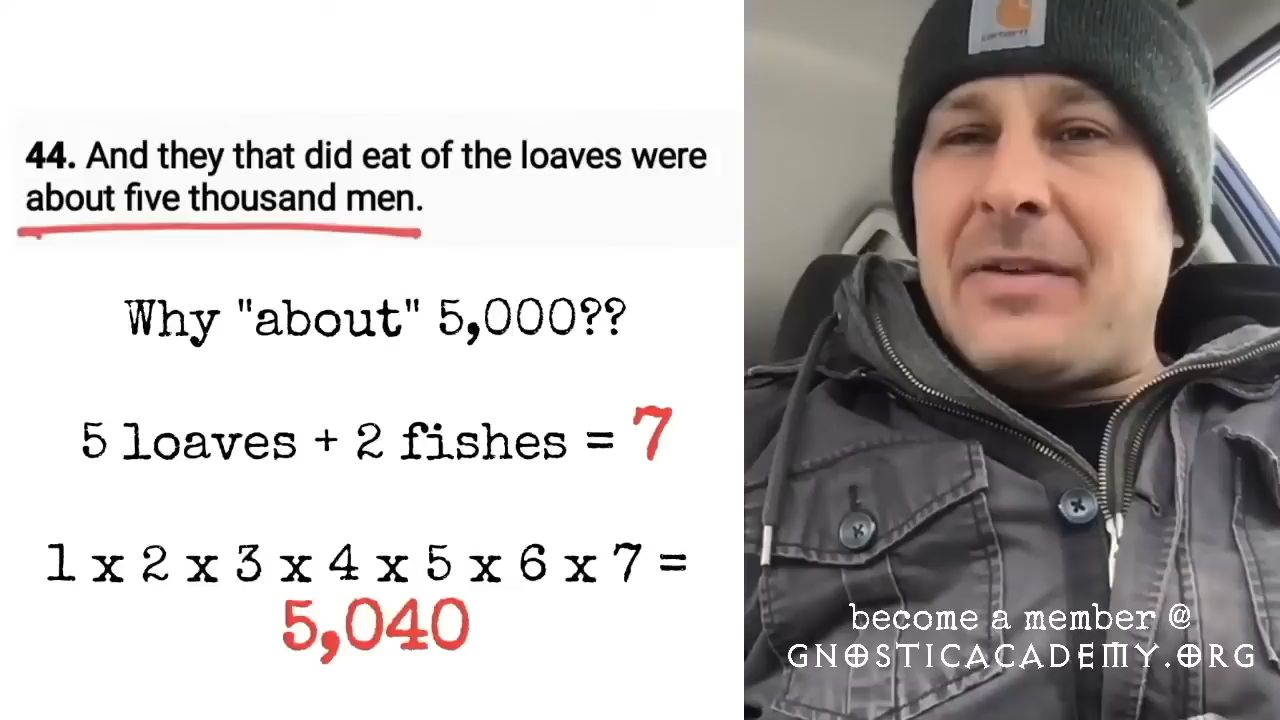 44. And they that did eat of the loaves were
about five thousand men.
Why "about" 5,000??
5 loaves + 2 fishes = 7
1 x 2 x 3 x 4 x 5 x 6 x 7 =
5,040
carhartt
become a member @
GNOSTICACADEMY.ORG